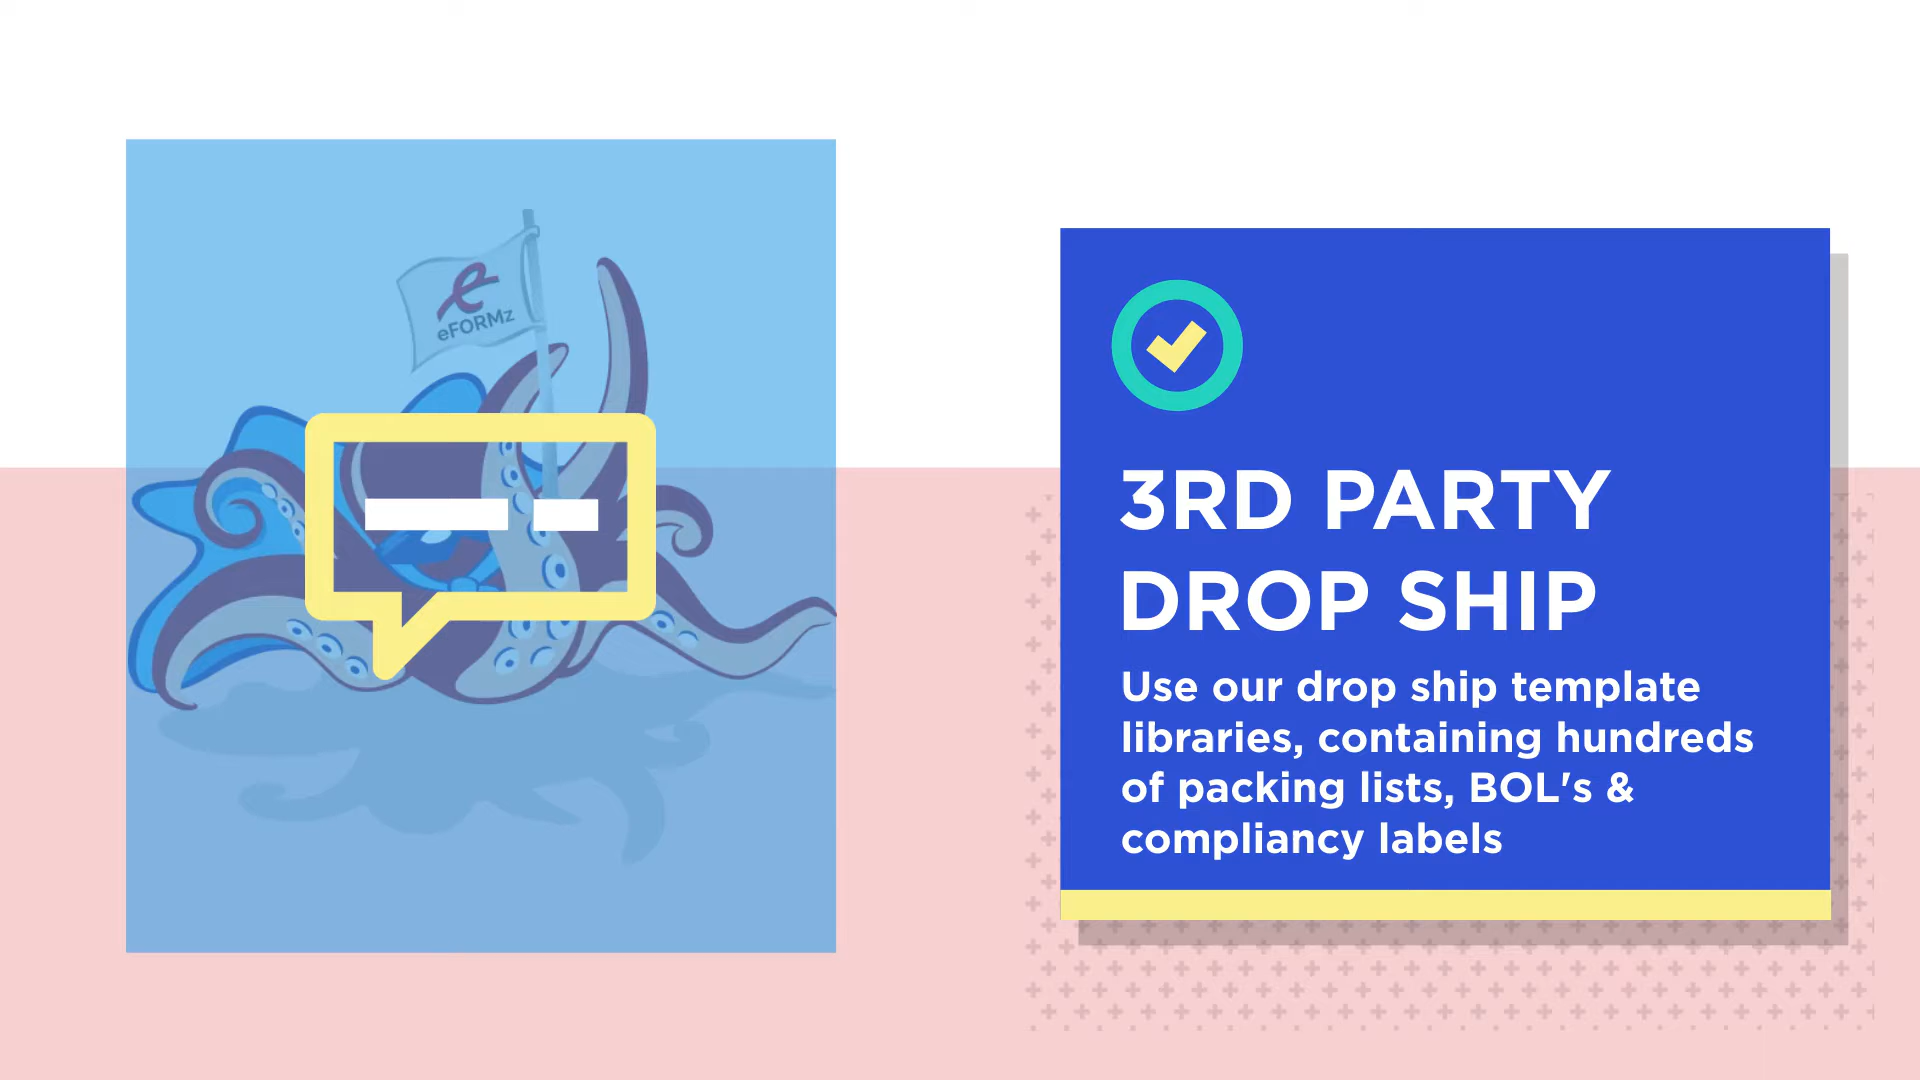 eFORMz
3RD PARTY
DROP SHIP
Use our drop ship template
libraries, containing hundreds
of packing lists, BOL's &
compliancy labels